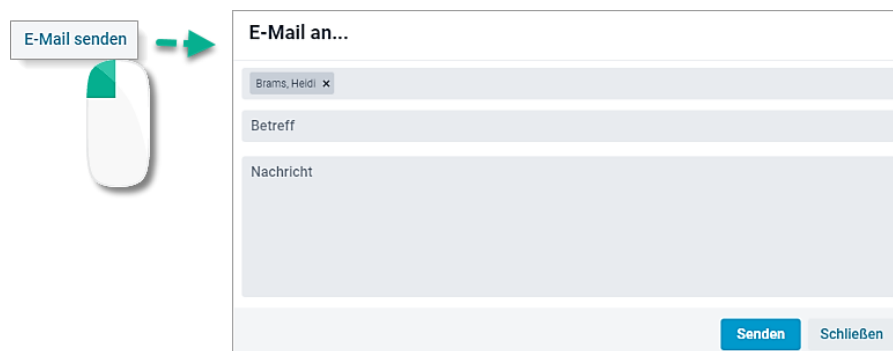 E-Mail senden
E-Mail an...
Brams, Heidi ×
Betreff
Nachricht
Senden
Schließen